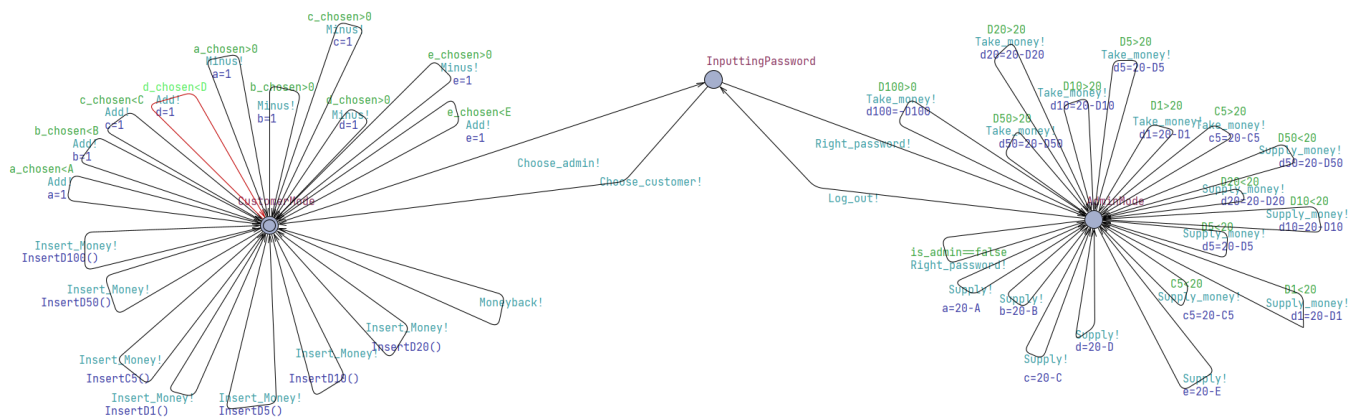 c_chosen>0
Minus!
c=1
a_chosen>0
Minus!
a=1
e_chosen>0
Minus!
e=1
d_chosen<D
Add!
d=1
b_chosen>0
Minus!
b=1
c_chosen<C
Add!
c=1
d_chosen>0
Minus!
d=1
e_chosen<E
Add!
e=1
b_chosen<B
Add!
b=1
a_chosen<A
Add!
a=1
CustomerMode
Insert_Money!
InsertD100()
Insert_Money!
InsertD50()
Insert_Money!
InsertC5()
Insert_Money!
InsertD1()
Insert_Money!
InsertD5()
Insert_Money!
InsertD10()
Insert_Money!
InsertD20()
Moneyback!
InputtingPassword
Choose_admin!
Choose_customer!
Right_password!
Log_out!
AdminMode
D20>20
Take_money!
d20=20-D20
D5>20
Take_money!
d5=20-D5
D100>0
Take_money!
d100=-D100
D10>20
Take_money!
d10=20-D10
D50>20
Take_money!
d50=20-D50
D1>20
Take_money!
d1=20-D1
C5>20
Take_money!
c5=20-C5
D50<20
Supply_money!
d50=20-D50
D20<20
Supply_money!
d20=20-D20
D10<20
Supply_money!
d10=20-D10
D5<20
Supply_money!
d5=20-D5
C5<20
Supply_money!
c5=20-C5
D1<20
Supply_money!
d1=20-D1
is_admin==false
Right_password!
Supply!
a=20-A
Supply!
b=20-B
Supply!
c=20-C
Supply!
d=20-D
Supply!
e=20-E